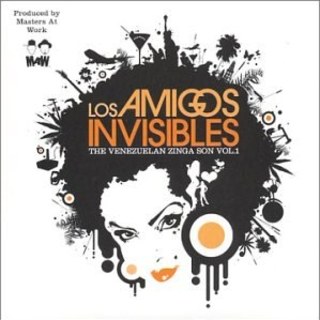 Produced by
Masters At
Work
MAW
LOS AMIGOS
INVISIBLES
THE VENEZUELAN ZINGA SON VOL.1